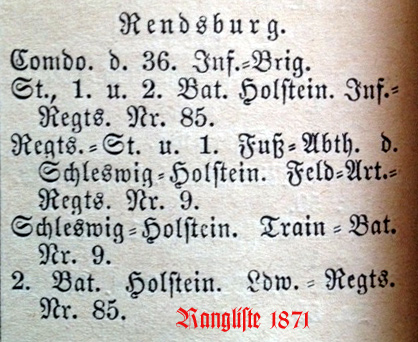 Rendsburg.
Comdo. d. 36. Inf.-Brig.
St., 1. u. 2. Bat. Holstein. Inf.-
Regts. Nr. 85.
Regts.-St. u. 1. Fuß-Abth. d.
Schleswig-Holstein. Feld-Art.-
Regts. Nr. 9.
Schleswig-Holstein. Train-Bat.
Nr. 9.
2. Bat. Holstein. Ldw.-Regts.
Nr. 85.
Rangliste 1871